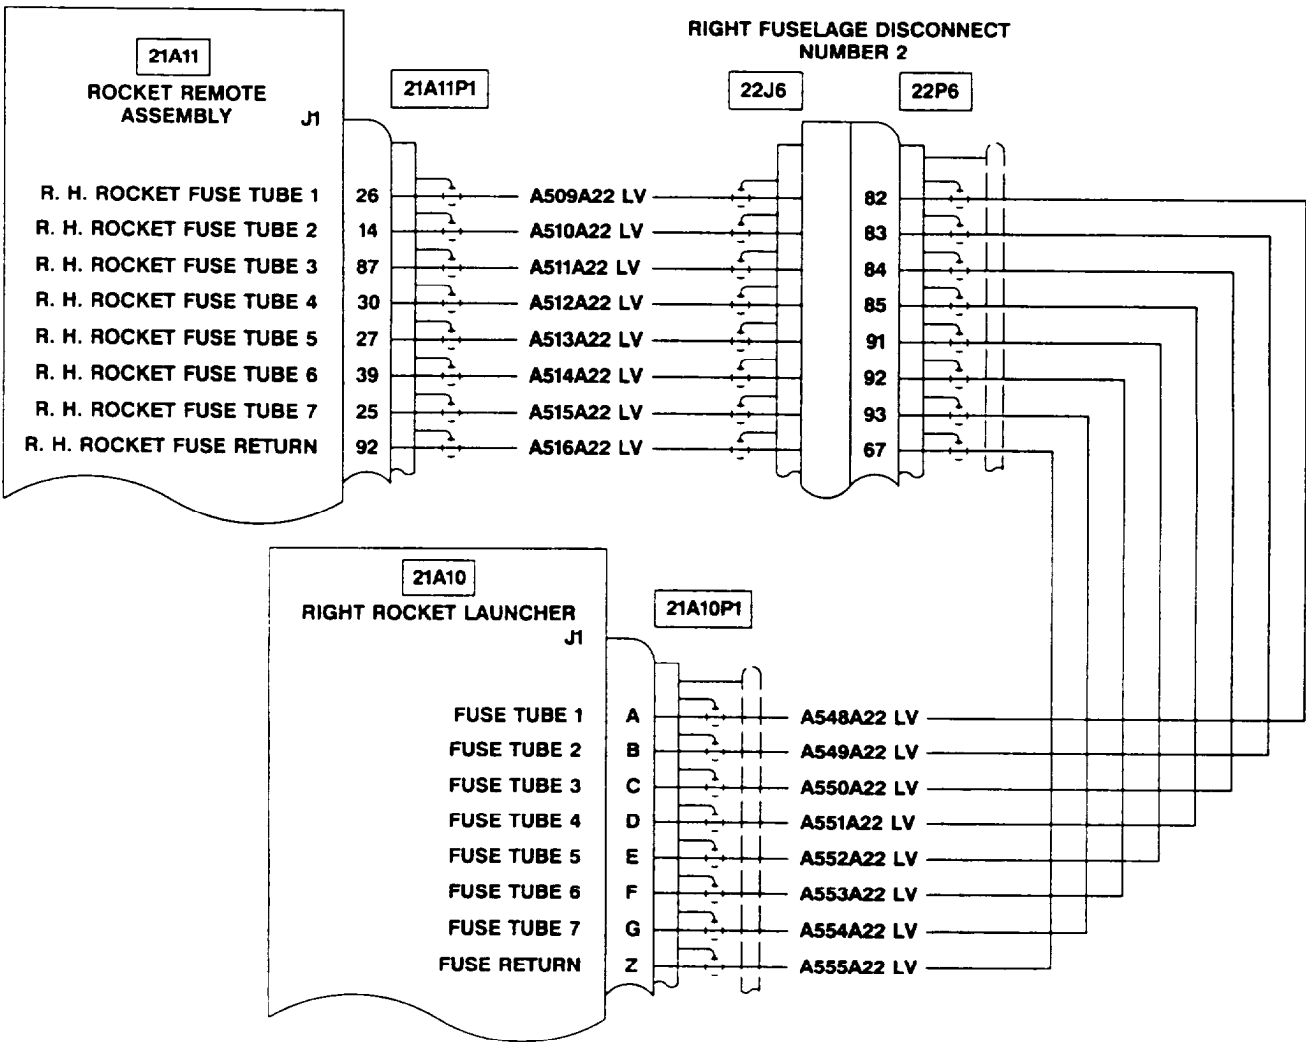 RIGHT FUSELAGE DISCONNECT
NUMBER 2
21A11
21A11P1
22J6
22P6
ROCKET REMOTE
ASSEMBLY
J1
R. H. ROCKET FUSE TUBE 1 26 A509A22 LV 82
R. H. ROCKET FUSE TUBE 2 14 A510A22 LV 83
R. H. ROCKET FUSE TUBE 3 87 A511A22 LV 84
R. H. ROCKET FUSE TUBE 4 30 A512A22 LV 85
R. H. ROCKET FUSE TUBE 5 27 A513A22 LV 91
R. H. ROCKET FUSE TUBE 6 39 A514A22 LV 92
R. H. ROCKET FUSE TUBE 7 25 A515A22 LV 93
R. H. ROCKET FUSE RETURN 92 A516A22 LV 67
21A10
21A10P1
RIGHT ROCKET LAUNCHER
J1
FUSE TUBE 1 A A548A22 LV
FUSE TUBE 2 B A549A22 LV
FUSE TUBE 3 C A550A22 LV
FUSE TUBE 4 D A551A22 LV
FUSE TUBE 5 E A552A22 LV
FUSE TUBE 6 F A553A22 LV
FUSE TUBE 7 G A554A22 LV
FUSE RETURN Z A555A22 LV